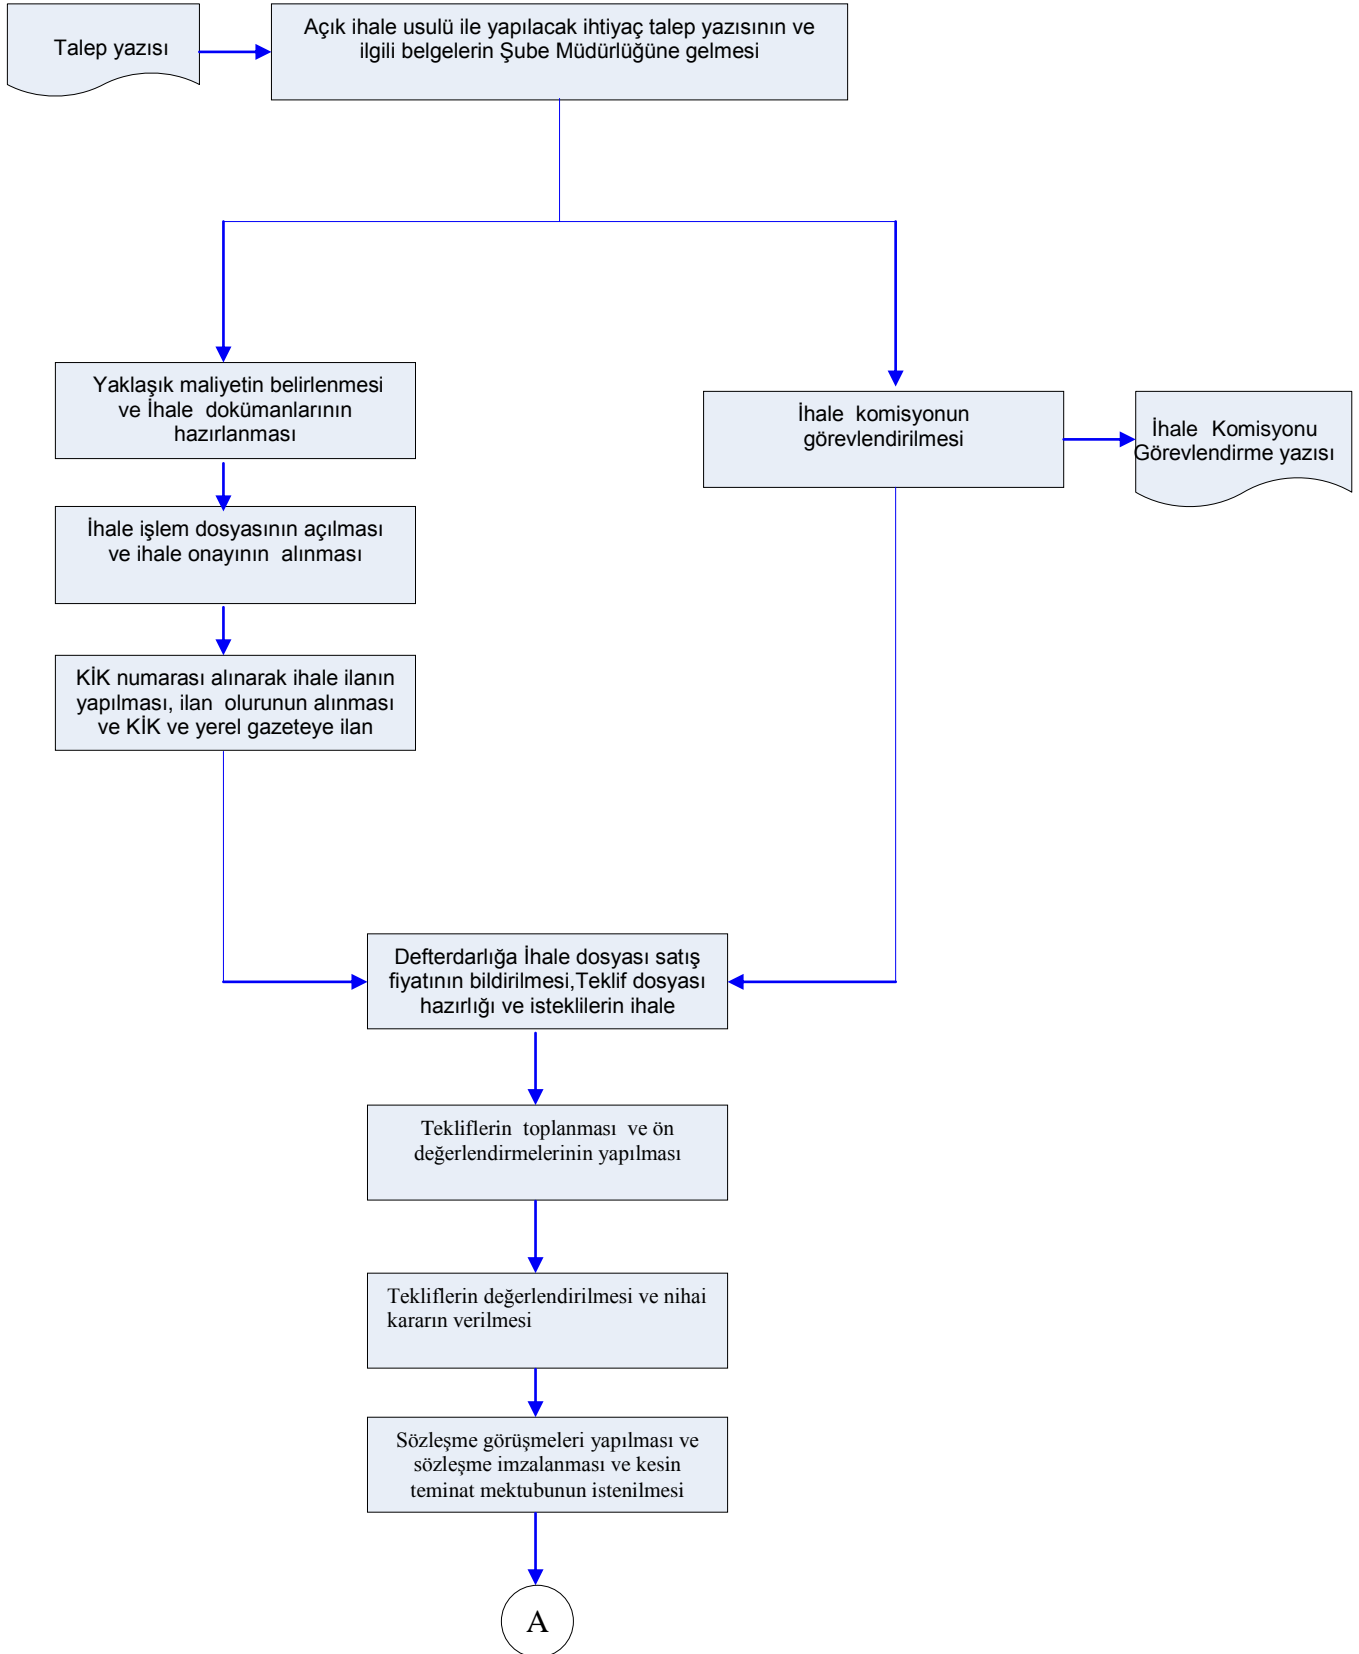 Talep yazısı
Açık ihale usulü ile yapılacak ihtiyaç talep yazısının ve
ilgili belgelerin Şube Müdürlüğüne gelmesi
Yaklaşık maliyetin belirlenmesi
ve İhale dokümanlarının
hazırlanması
İhale komisyonun
görevlendirilmesi
İhale Komisyonu
Görevlendirme yazısı
İhale işlem dosyasının açılması
ve ihale onayının alınması
KİK numarası alınarak ihale ilanın
yapılması, ilan olurunun alınması
ve KİK ve yerel gazeteye ilan
Defterdarlığa İhale dosyası satış
fiyatının bildirilmesi,Teklif dosyası
hazırlığı ve isteklilerin ihale
Tekliflerin toplanması ve ön
değerlendirmelerinin yapılması
Tekliflerin değerlendirilmesi ve nihai
kararın verilmesi
Sözleşme görüşmeleri yapılması ve
sözleşme imzalanması ve kesin
teminat mektubunun istenilmesi
A